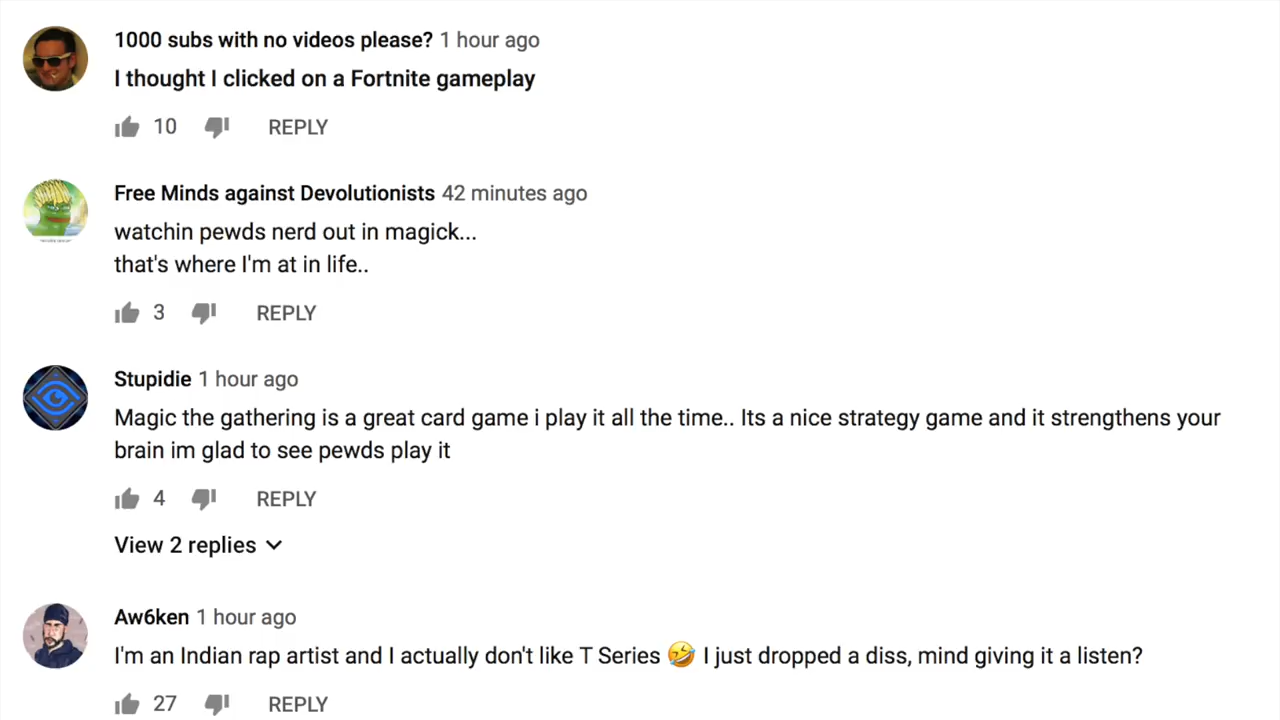 1000 subs with no videos please? 1 hour ago
I thought I clicked on a Fortnite gameplay
10 REPLY
Free Minds against Devolutionists 42 minutes ago
watchin pewds nerd out in magick...
that's where I'm at in life..
3 REPLY
Stupidie 1 hour ago
Magic the gathering is a great card game i play it all the time.. Its a nice strategy game and it strengthens your
brain im glad to see pewds play it
4 REPLY
View 2 replies
Aw6ken 1 hour ago
I'm an Indian rap artist and I actually don't like T Series 🤣 I just dropped a diss, mind giving it a listen?
27 REPLY